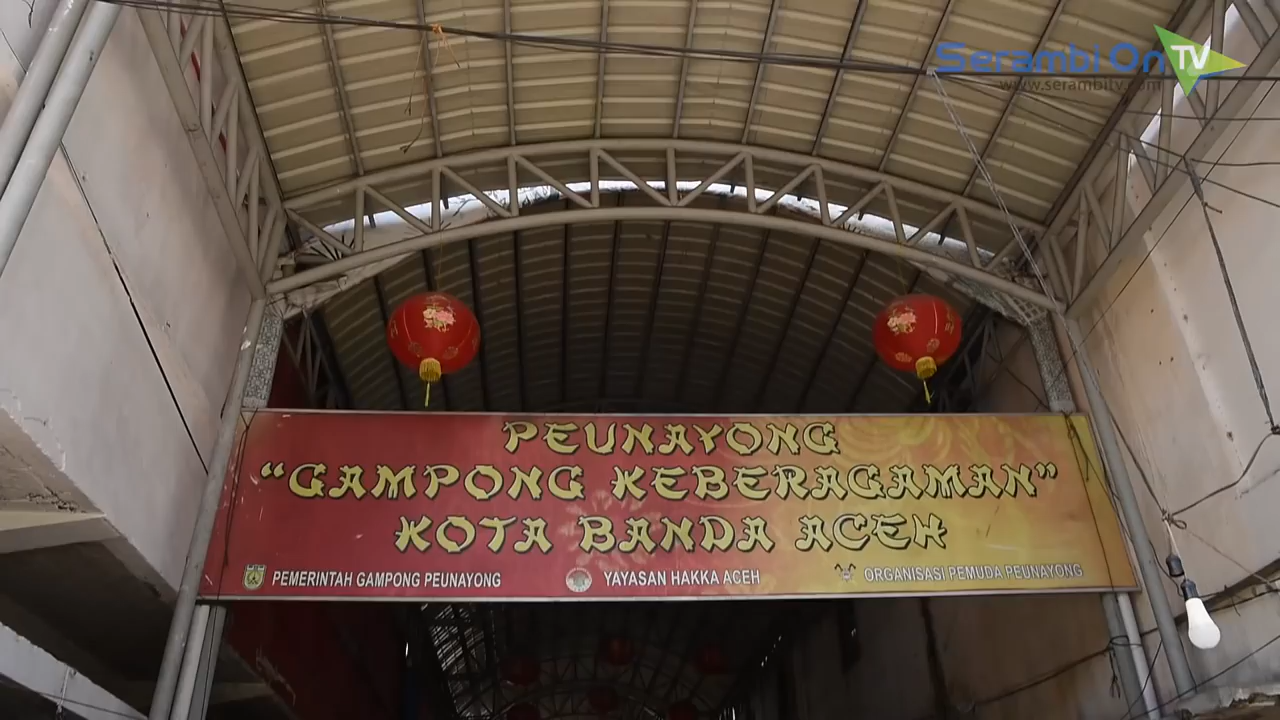 Serambi On TV
www.serambitv.com
PEUNAYONG
“GAMPONG KEBERAGAMAN”
KOTA BANDA ACEH
PEMERINTAH GAMPONG PEUNAYONG YAYASAN HAKKA ACEH ORGANISASI PEMUDA PEUNAYONG